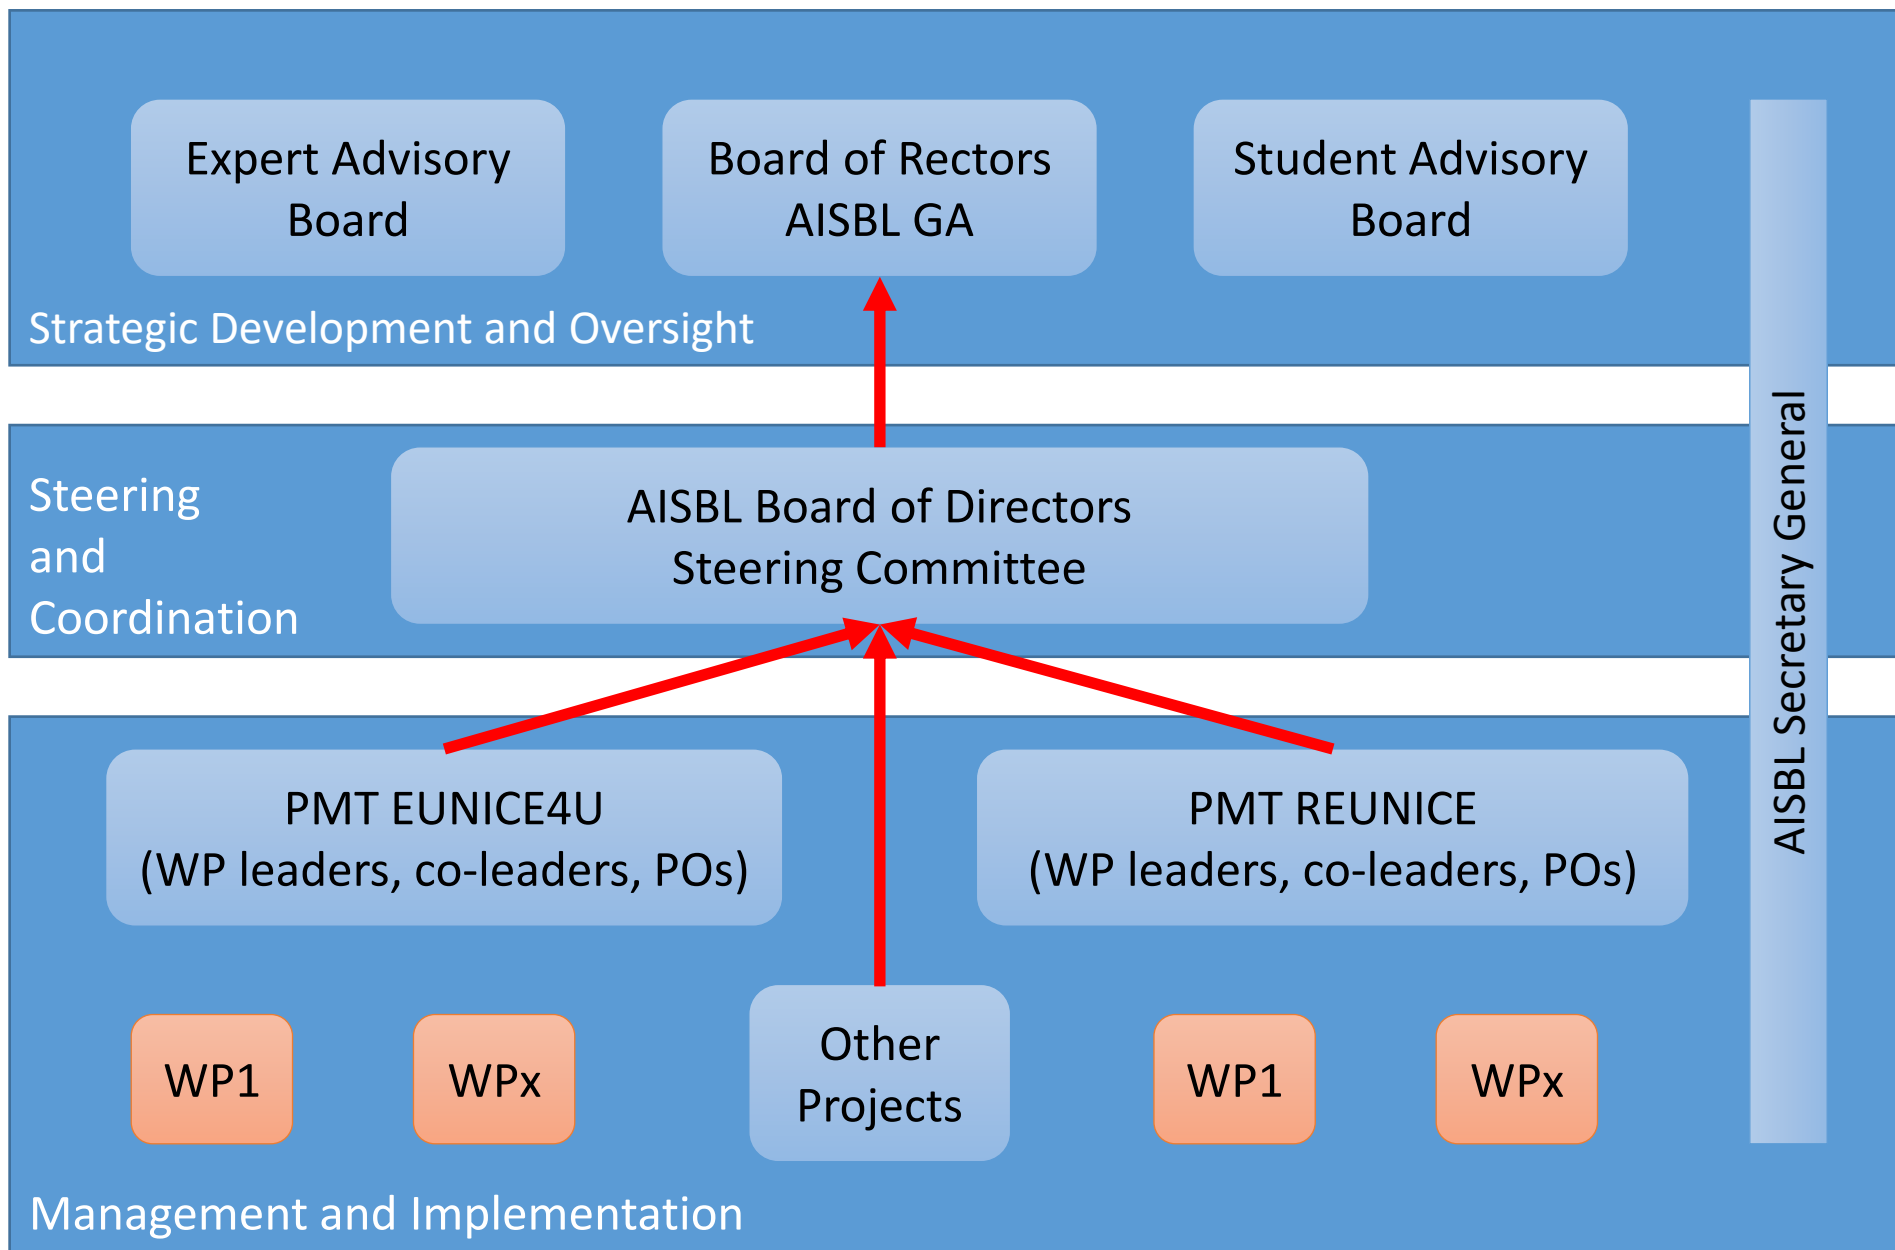 Expert Advisory
Board
Board of Rectors
AISBL GA
Student Advisory
Board
Strategic Development and Oversight
Steering
and
Coordination
AISBL Board of Directors
Steering Committee
AISBL Secretary General
PMT EUNICE4U
(WP leaders, co-leaders, POs)
PMT REUNICE
(WP leaders, co-leaders, POs)
WP1
WPx
Other
Projects
WP1
WPx
Management and Implementation